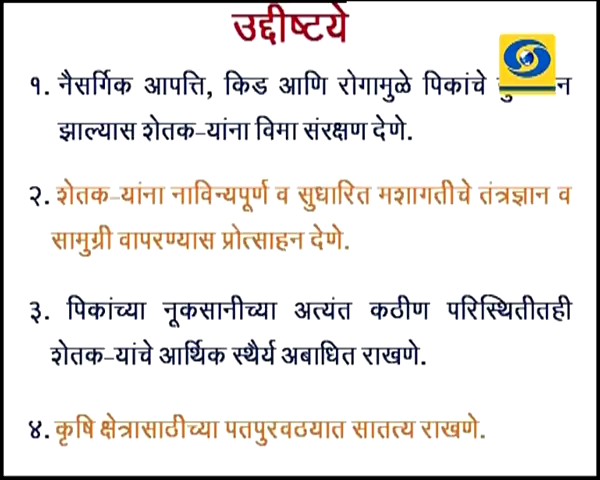 उद्दीष्टये
१. नैसर्गिक आपत्ति, किड आणि रोगामुळे पिकांचे
झाल्यास शेतक-यांना विमा संरक्षण देणे.
२. शेतक-यांना नाविन्यपूर्ण व सुधारित मशागतीचे तंत्रज्ञान व
सामुग्री वापरण्यास प्रोत्साहन देणे.
३. पिकांच्या नूकसानीच्या अत्यंत कठीण परिस्थितीतही
शेतक-यांचे आर्थिक स्थैर्य अबाधित राखणे.
४. कृषि क्षेत्रासाठीच्या पतपुरवठयात सातत्य राखणे.